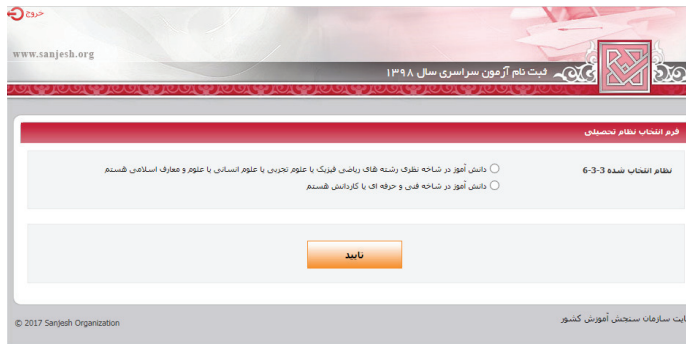 خروج
www.sanjesh.org
ثبت نام آزمون سراسری سال ۱۳۹۸
فرم انتخاب نظام تحصیلی
نظام انتخاب شده 3-3-6
دانش آموز در شاخه نظری رشته های ریاضی فیزیک یا علوم تجربی یا علوم انسانی یا علوم و معارف اسلامی هستم
دانش آموز در شاخه فنی و حرفه ای یا کاردانش هستم
تایید
ایت سازمان سنجش آموزش کشور
© 2017 Sanjesh Organization